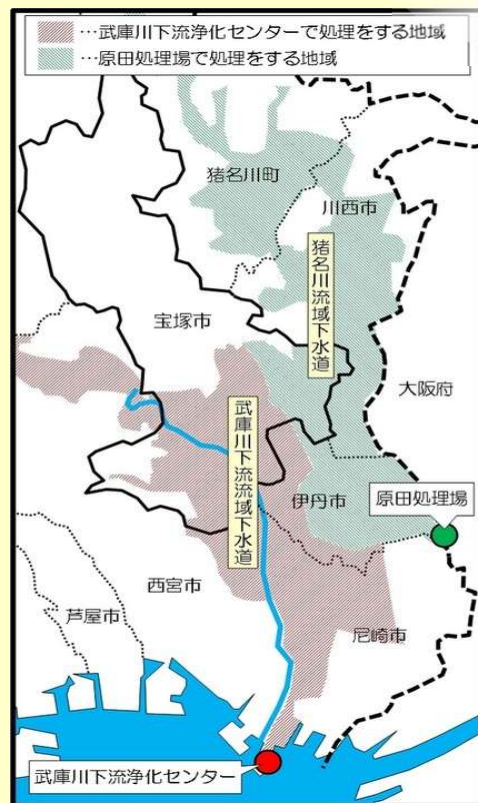 …武庫川下流浄化センターで処理をする地域
…原田処理場で処理をする地域
猪名川町
川西市
猪名川流域下水道
宝塚市
大阪府
武庫川下流流域下水道
伊丹市
原田処理場
西宮市
芦屋市
尼崎市
武庫川下流浄化センター